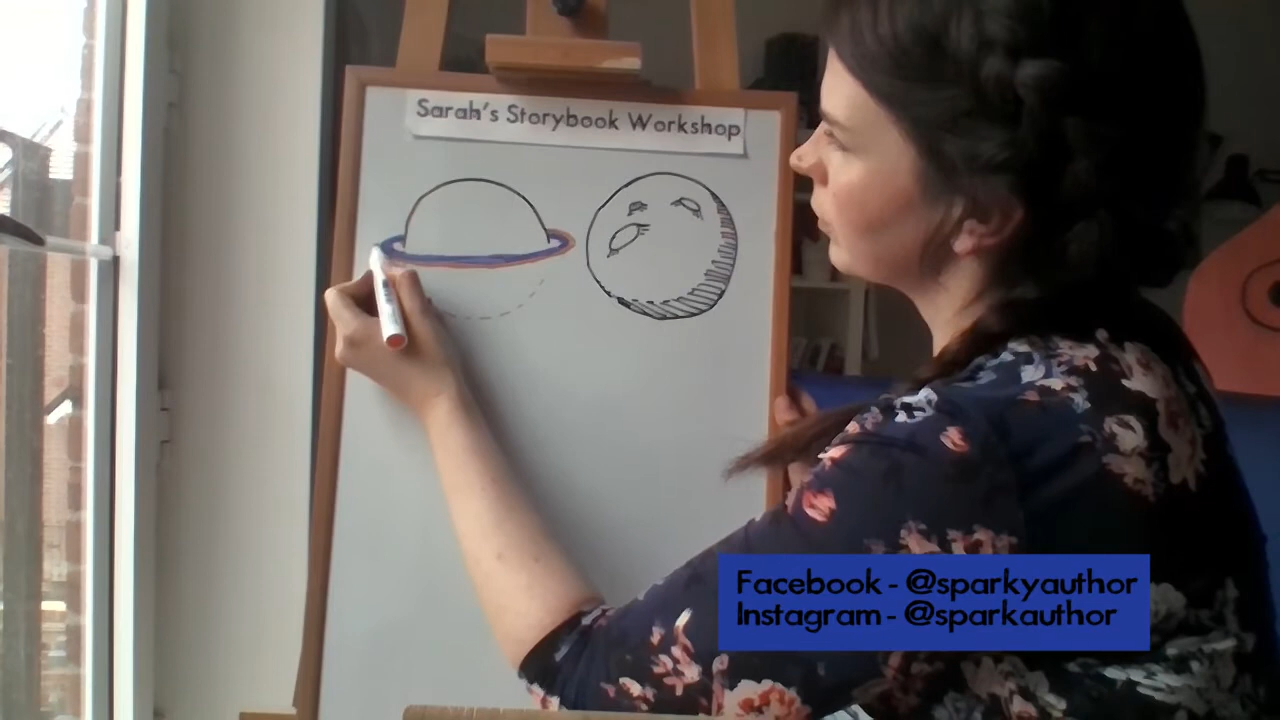 Sarah's Storybook Workshop
Facebook - @sparkyauthor
Instagram - @sparkauthor